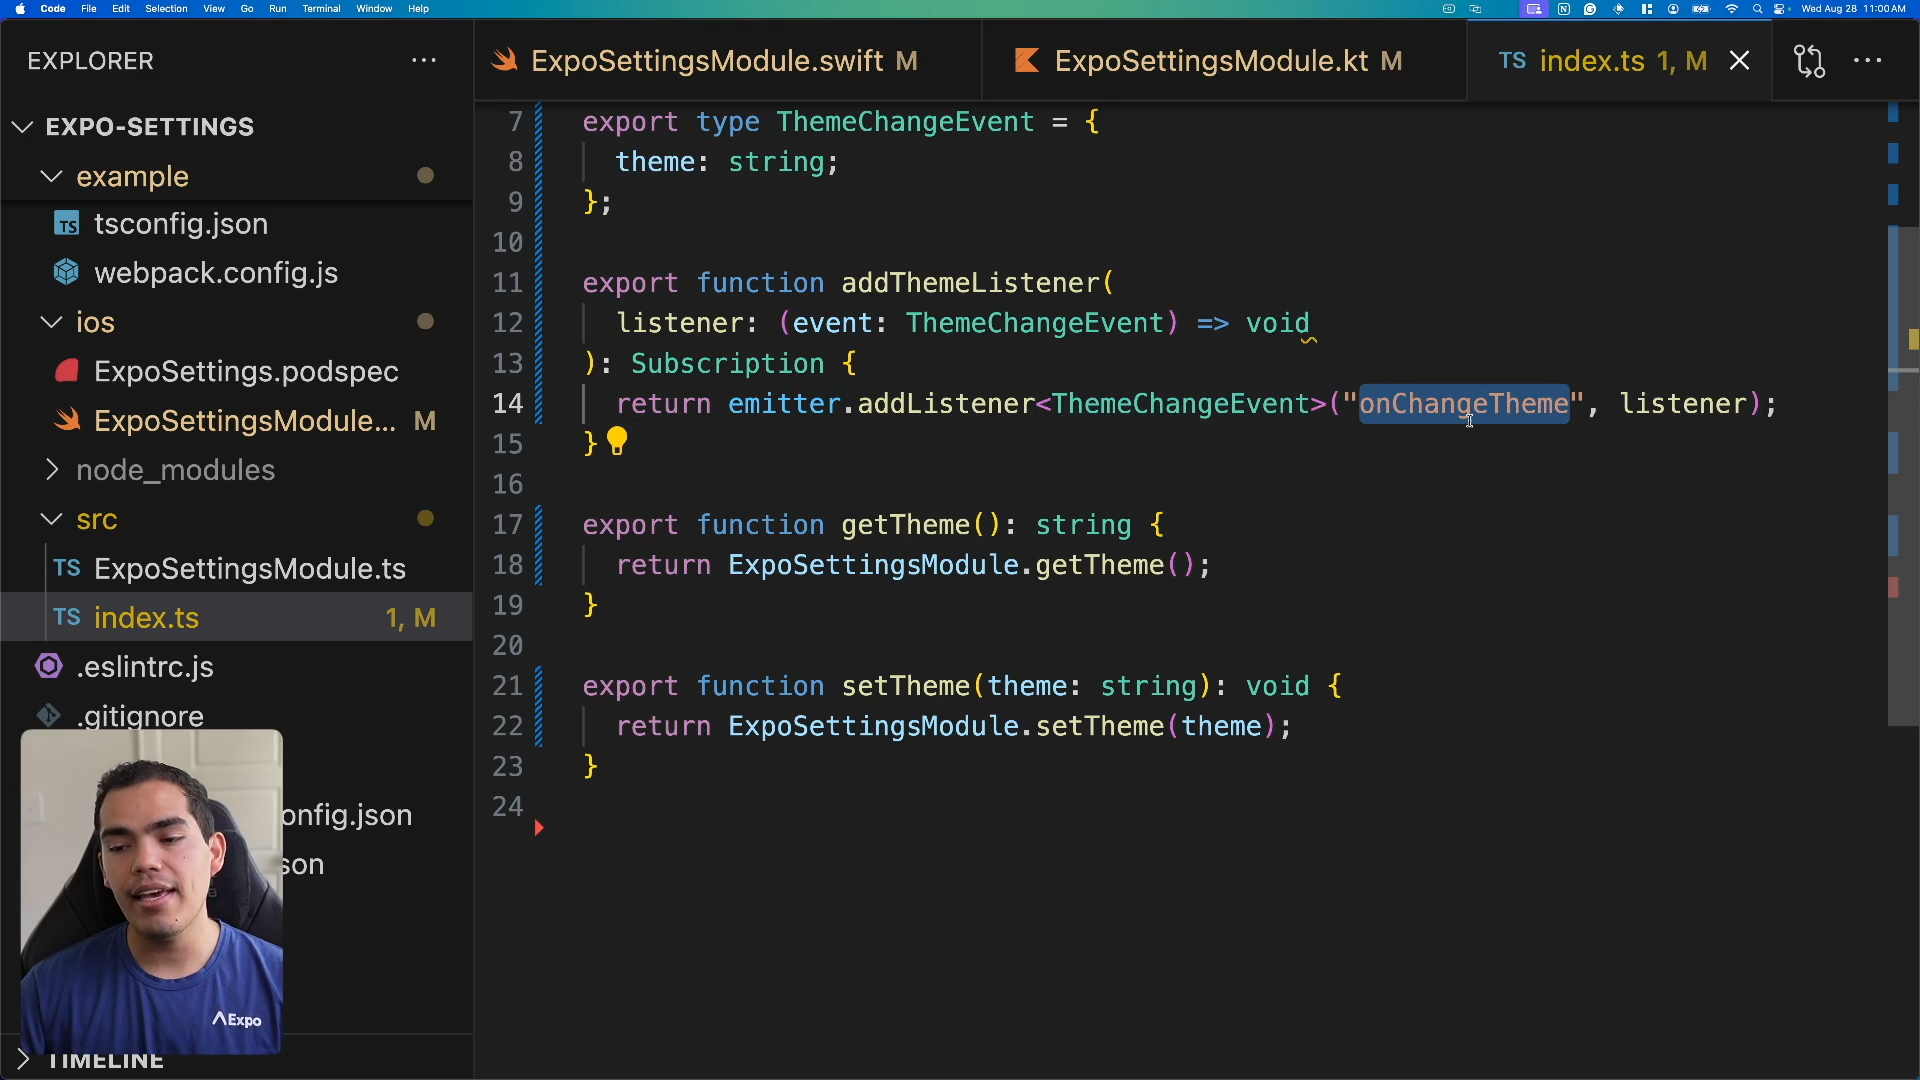 Code File Edit Selection View Go Run Terminal Window Help
Wed Aug 28 11:00 AM
EXPLORER
ExpoSettingsModule.swift M
ExpoSettingsModule.kt M
TS index.ts 1, M
EXPO-SETTINGS
example
TS tsconfig.json
webpack.config.js
ios
ExpoSettings.podspec
ExpoSettingsModule... M
node_modules
src
TS ExpoSettingsModule.ts
TS index.ts 1, M
.eslintrc.js
.gitignore
onfig.json
son
TIMELINE
7 export type ThemeChangeEvent = {
8 theme: string;
9 };
10
11 export function addThemeListener(
12 listener: (event: ThemeChangeEvent) => void
13 ): Subscription {
14 return emitter.addListener<ThemeChangeEvent>("onChangeTheme", listener);
15 }
16
17 export function getTheme(): string {
18 return ExpoSettingsModule.getTheme();
19 }
20
21 export function setTheme(theme: string): void {
22 return ExpoSettingsModule.setTheme(theme);
23 }
24
Expo